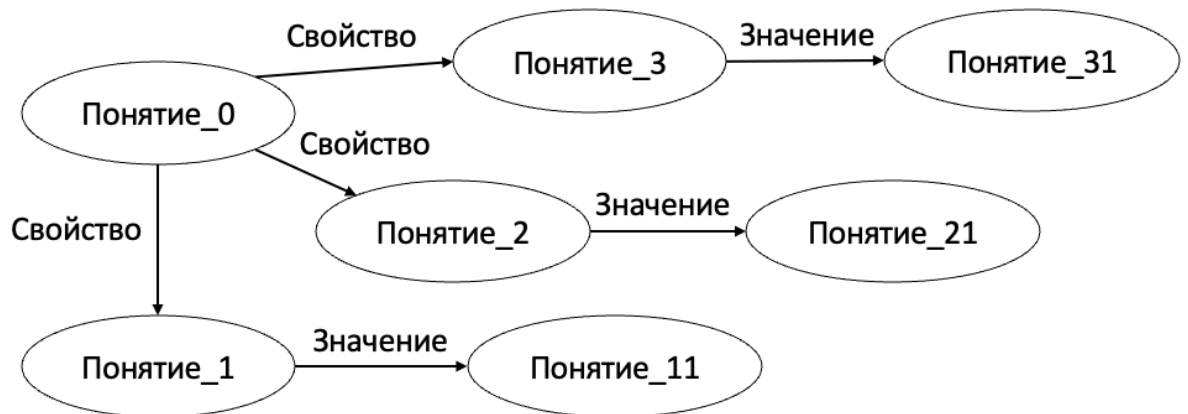 Свойство
Понятие_3
Значение
Понятие_31
Понятие_0
Свойство
Понятие_2
Значение
Понятие_21
Свойство
Понятие_1
Значение
Понятие_11